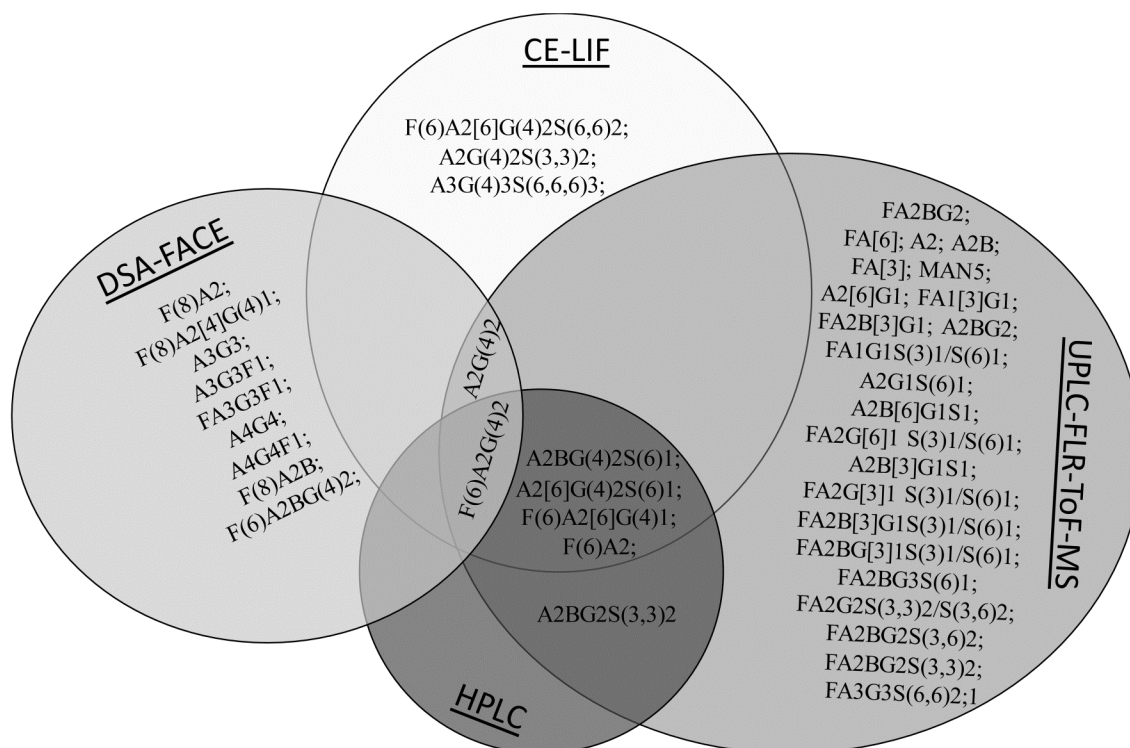 CE-LIF
F(6)A2[6]G(4)2S(6,6)2;
A2G(4)2S(3,3)2;
A3G(4)3S(6,6,6)3;
DSA-FACE
F(8)A2;
F(8)A2[4]G(4)1;
A3G3;
A3G3F1;
FA3G3F1;
A4G4;
A4G4F1;
F(8)A2B;
F(6)A2BG(4)2;
A2G(4)2
F(6)A2G(4)2
A2BG(4)2S(6)1;
A2[6]G(4)2S(6)1;
F(6)A2[6]G(4)1;
F(6)A2;
A2BG2S(3,3)2
HPLC
FA2BG2;
FA[6]; A2; A2B;
FA[3]; MAN5;
A2[6]G1; FA1[3]G1;
FA2B[3]G1; A2BG2;
FA1G1S(3)1/S(6)1;
A2G1S(6)1;
A2B[6]G1S1;
FA2G[6]1 S(3)1/S(6)1;
A2B[3]G1S1;
FA2G[3]1 S(3)1/S(6)1;
FA2B[3]G1S(3)1/S(6)1;
FA2BG[3]1S(3)1/S(6)1;
FA2BG3S(6)1;
FA2G2S(3,3)2/S(3,6)2;
FA2BG2S(3,6)2;
FA2BG2S(3,3)2;
FA3G3S(6,6)2;1
UPLC-FLR-ToF-MS